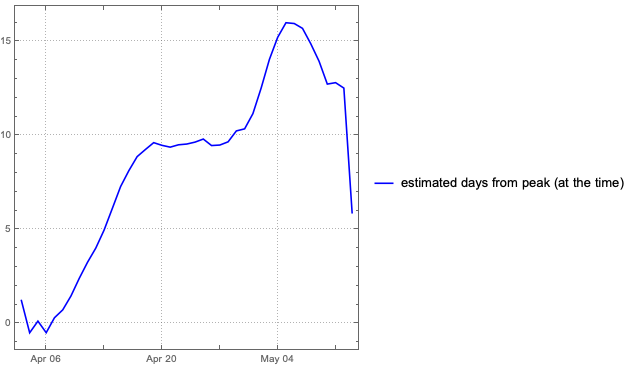 15
10
5
0
Apr 06
Apr 20
May 04
estimated days from peak (at the time)